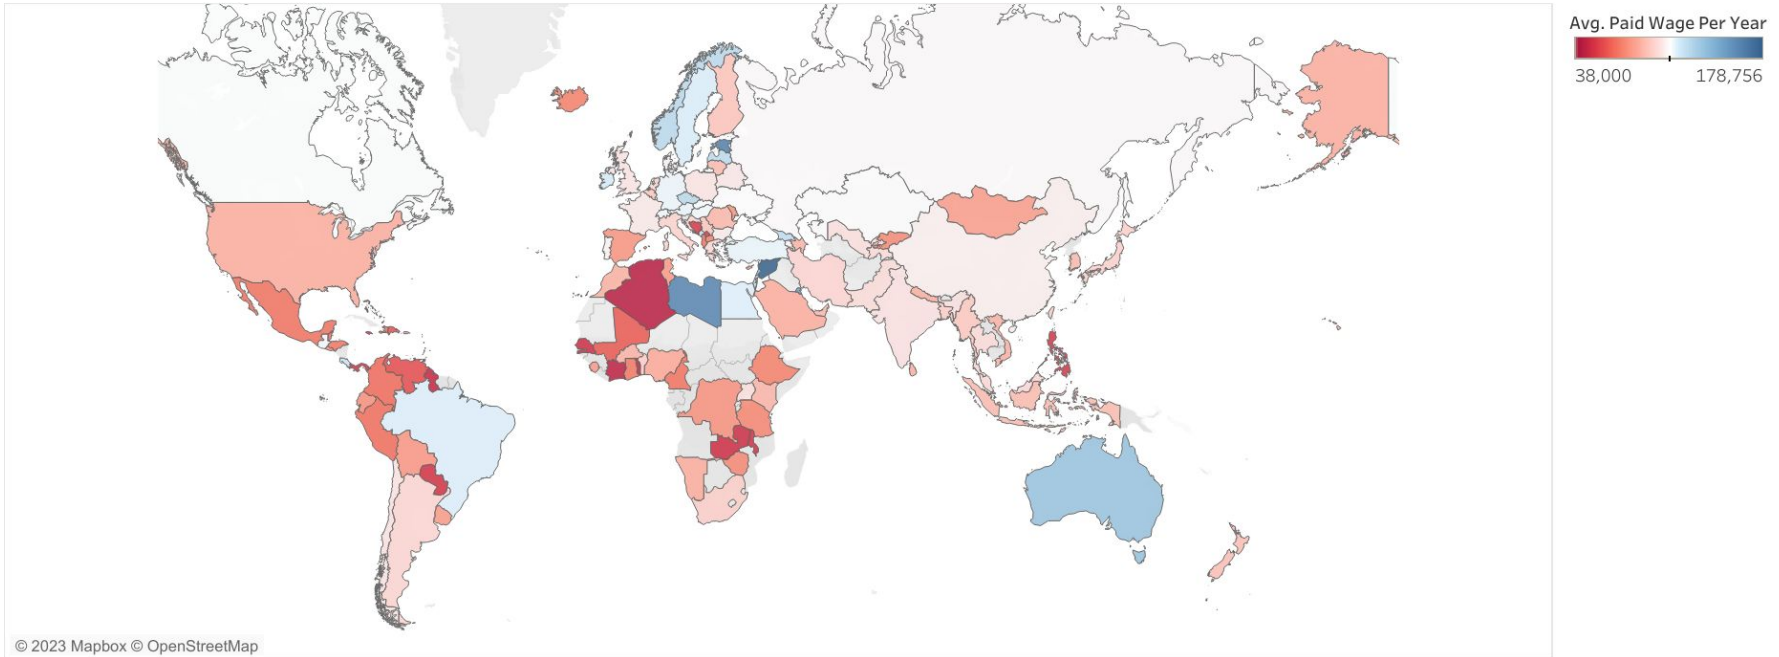 Avg. Paid Wage Per Year
38,000 178,756
© 2023 Mapbox © OpenStreetMap